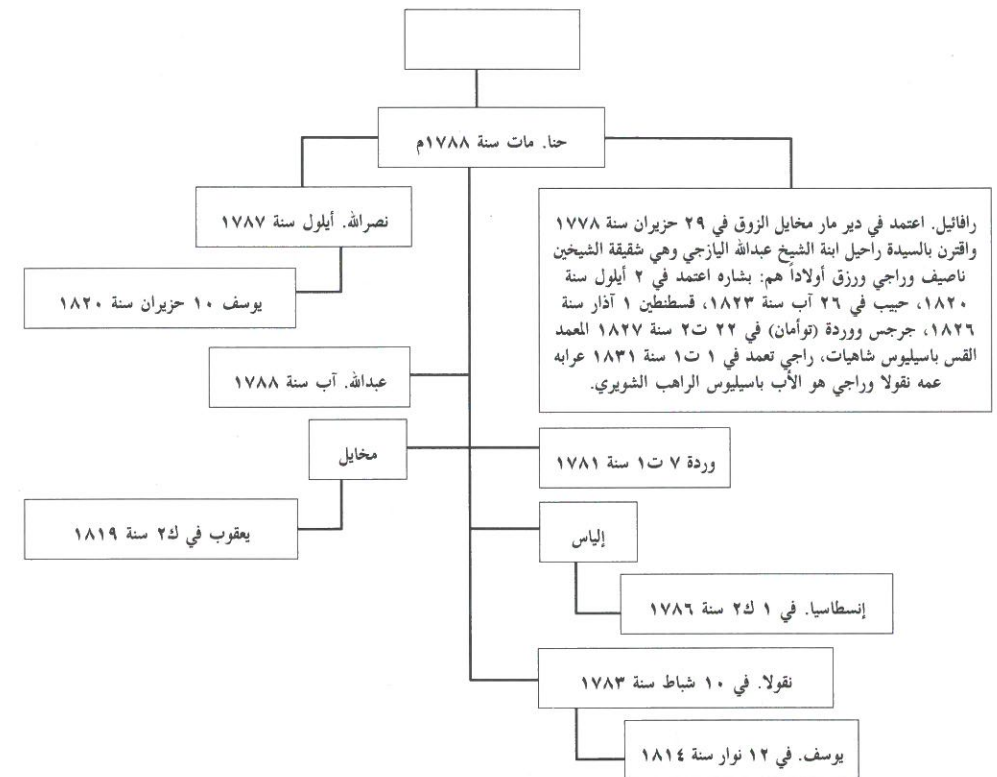 حنا. مات سنة ١٧٨٨م
رافائيل. اعتمد في دير مار مخايل الزوق في ٢٩ حزيران سنة ١٧٧٨
واقترن بالسيدة راحيل ابنة الشيخ عبدالله اليازجي وهي شقيقة الشيخين
ناصيف وراجي ورزق أولاداً هم: بشاره اعتمد في ٢ أيلول سنة
١٨٢٠، حبيب في ٢٦ آب سنة ١٨٢٣، قسطنطين ١ آذار سنة
١٨٢٦، جرجس ووردة (توأمان) في ٢٢ ت٢ سنة ١٨٢٧ المعمد
القس باسيليوس شاهيات، راجي تعمد في ١ ت١ سنة ١٨٣١ عرابه
عمه نقولا وراجي هو الأب باسيليوس الراهب الشويري.
نصرالله. أيلول سنة ١٧٨٧
يوسف ١٠ حزيران سنة ١٨٢٠
عبدالله. آب سنة ١٧٨٨
وردة ٧ ت١ سنة ١٧٨١
مخايل
يعقوب في ك٢ سنة ١٨١٩
إلياس
إنسطاسيا. في ١ ك٢ سنة ١٧٨٦
نقولا. في ١٠ شباط سنة ١٧٨٣
يوسف. في ١٢ نوار سنة ١٨١٤